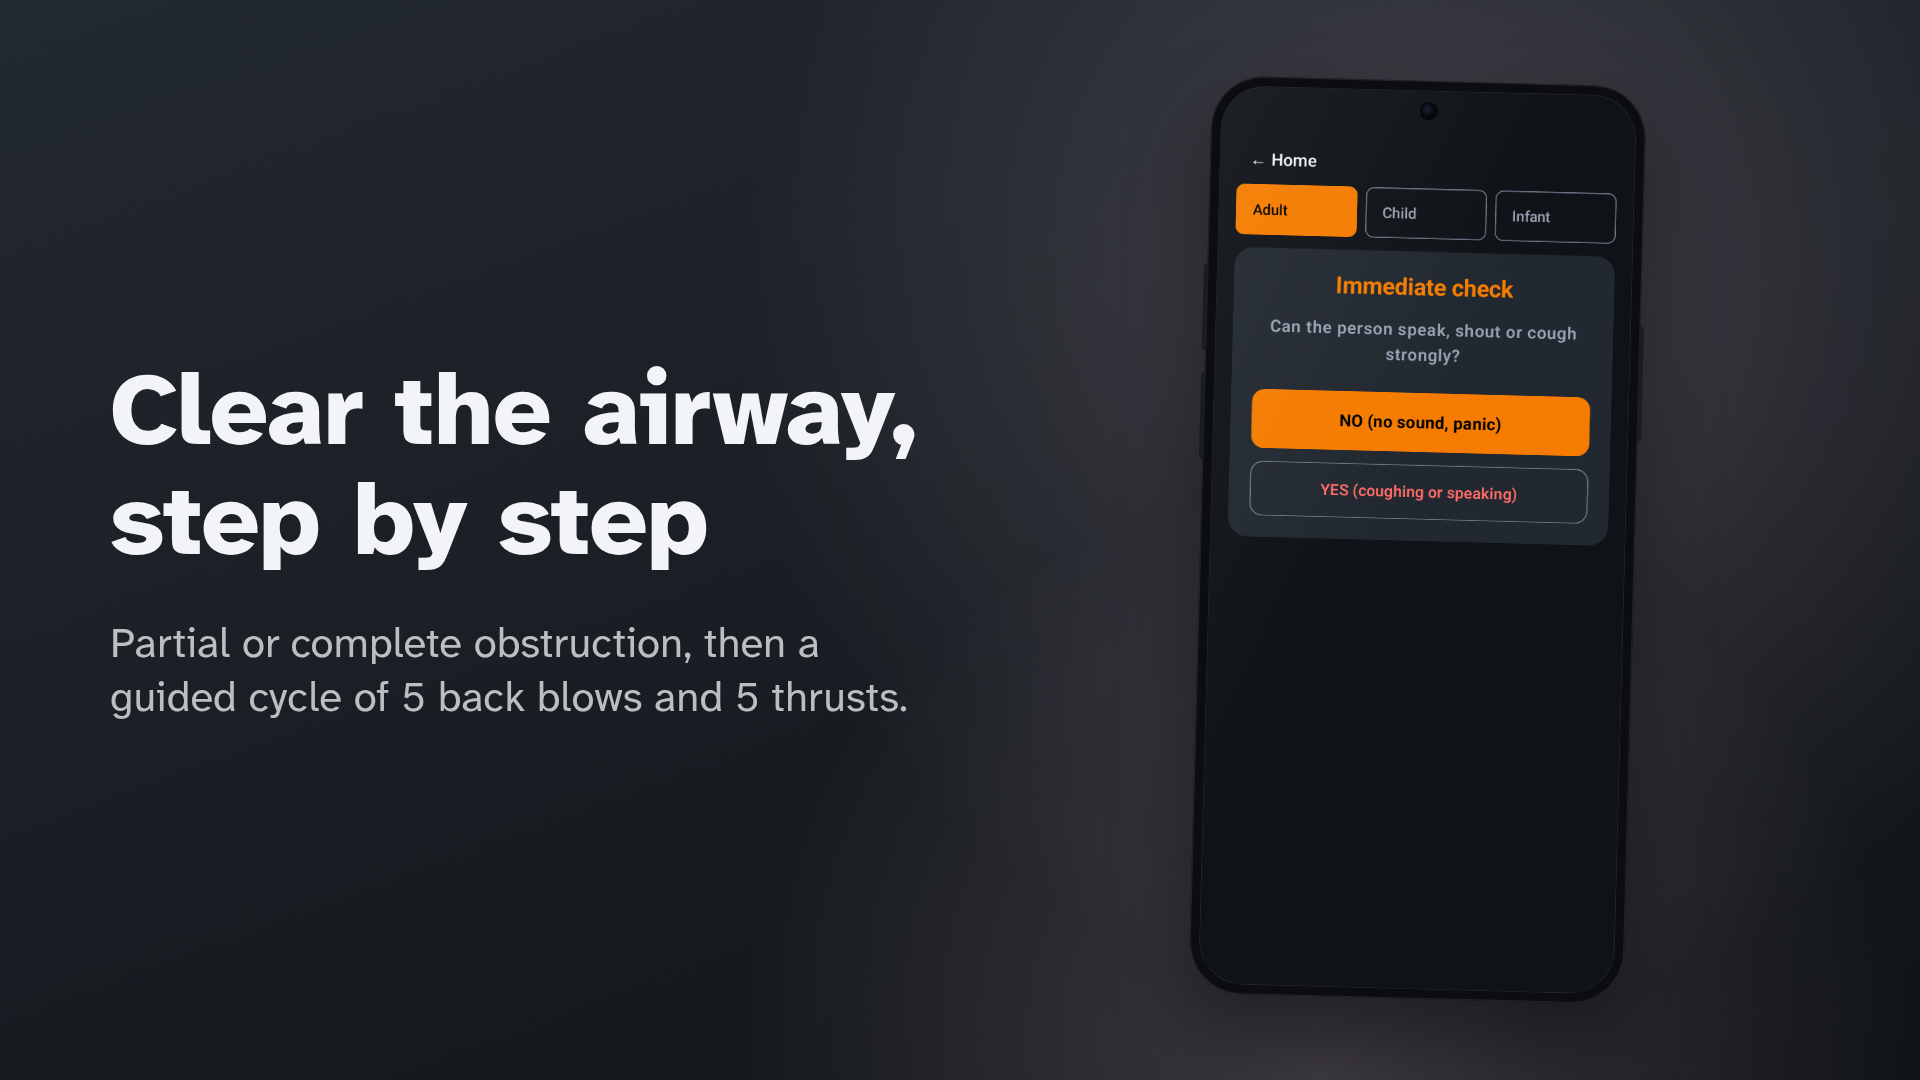 Clear the airway,
step by step
Partial or complete obstruction, then a
guided cycle of 5 back blows and 5 thrusts.
← Home
Adult
Child
Infant
Immediate check
Can the person speak, shout or cough
strongly?
NO (no sound, panic)
YES (coughing or speaking)